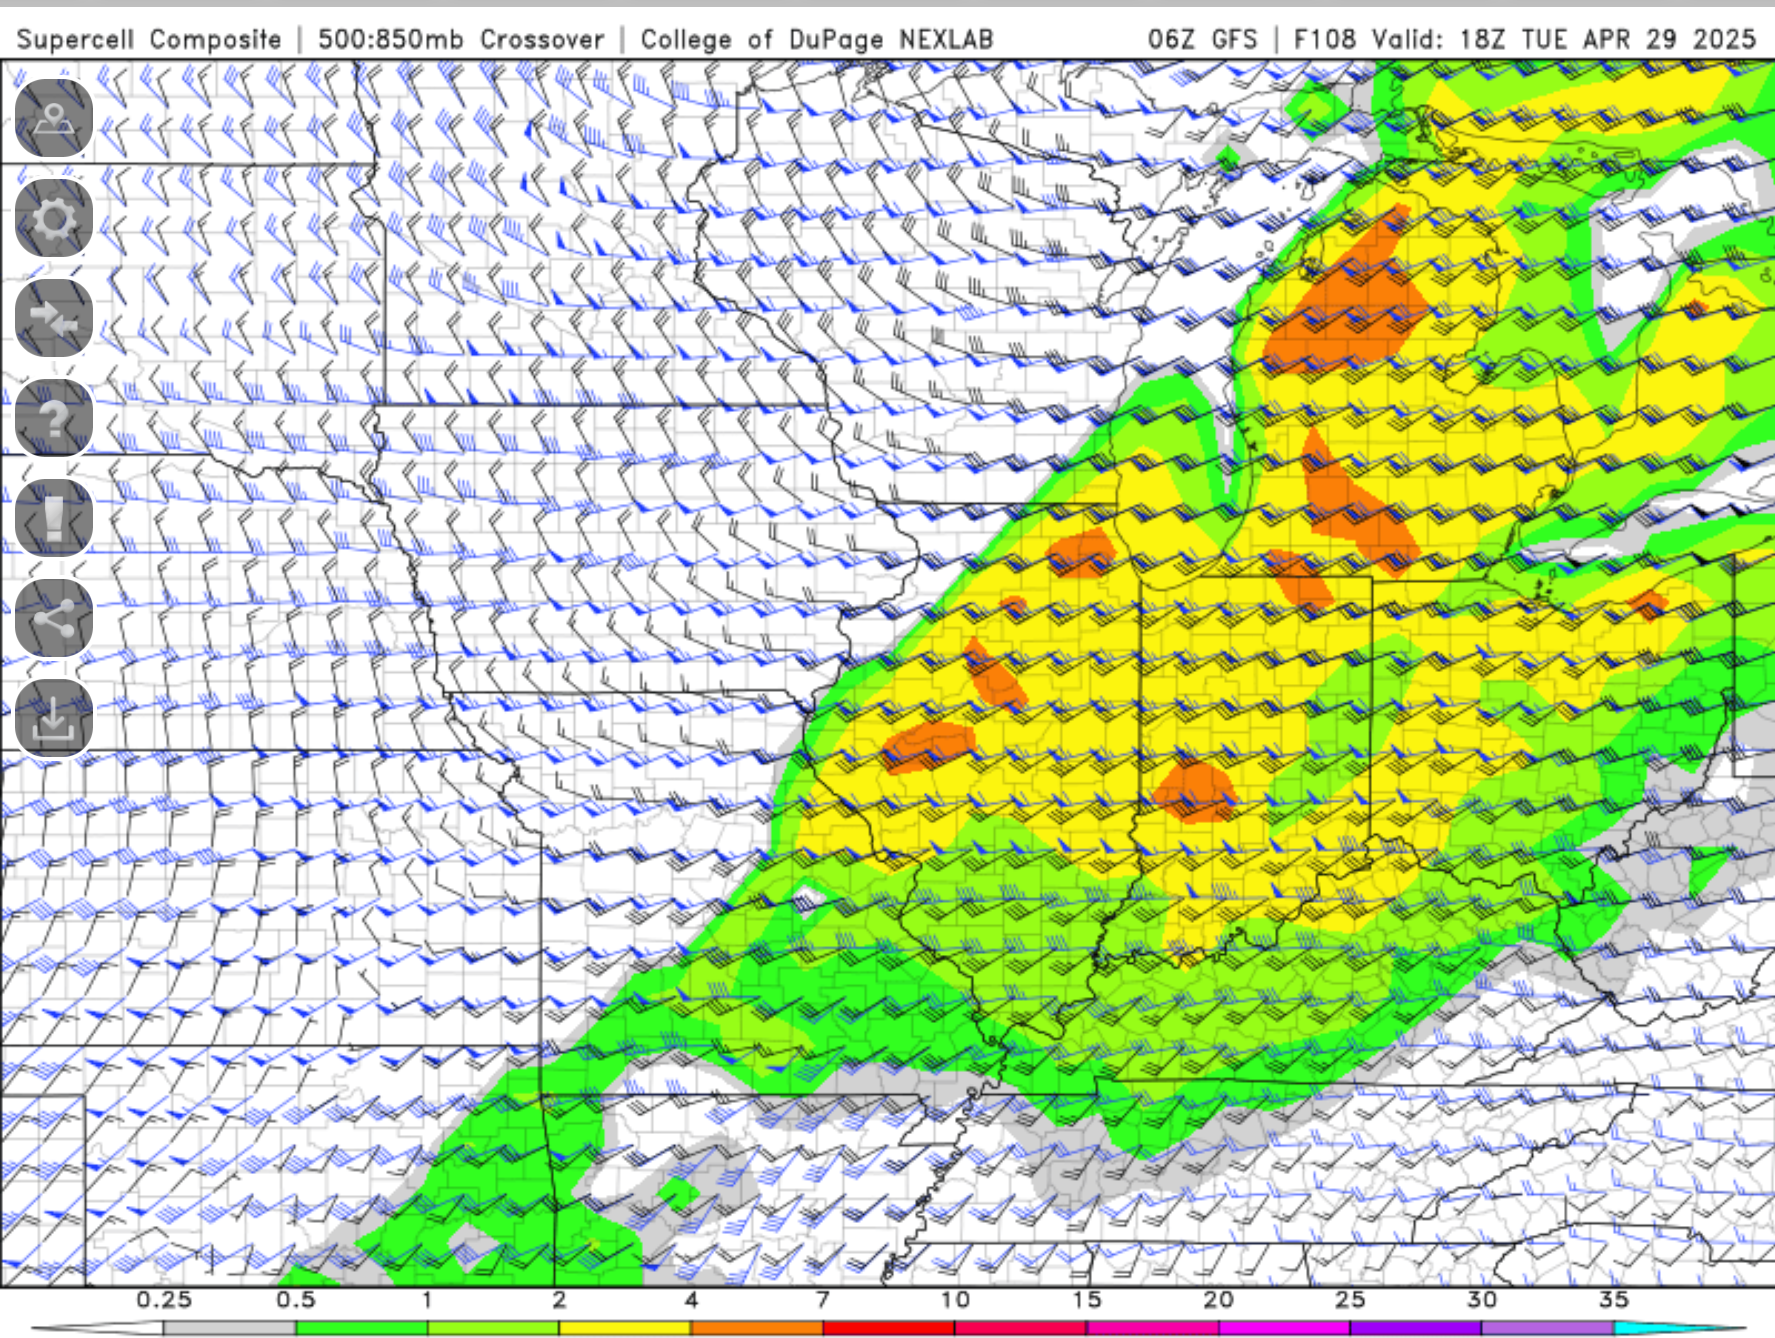 Supercell Composite | 500:850mb Crossover | College of DuPage NEXLAB 06Z GFS | F108 Valid: 18Z TUE APR 29 2025
?
!
0.25 0.5 1 2 4 7 10 15 20 25 30 35